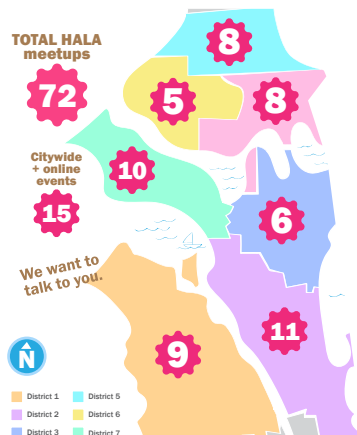 TOTAL HALA
meetups
72
Citywide
+ online
events
15
8
5
8
10
6
We want to
talk to you.
9
11
N
District 1
District 5
District 2
District 6
District 3
District 7